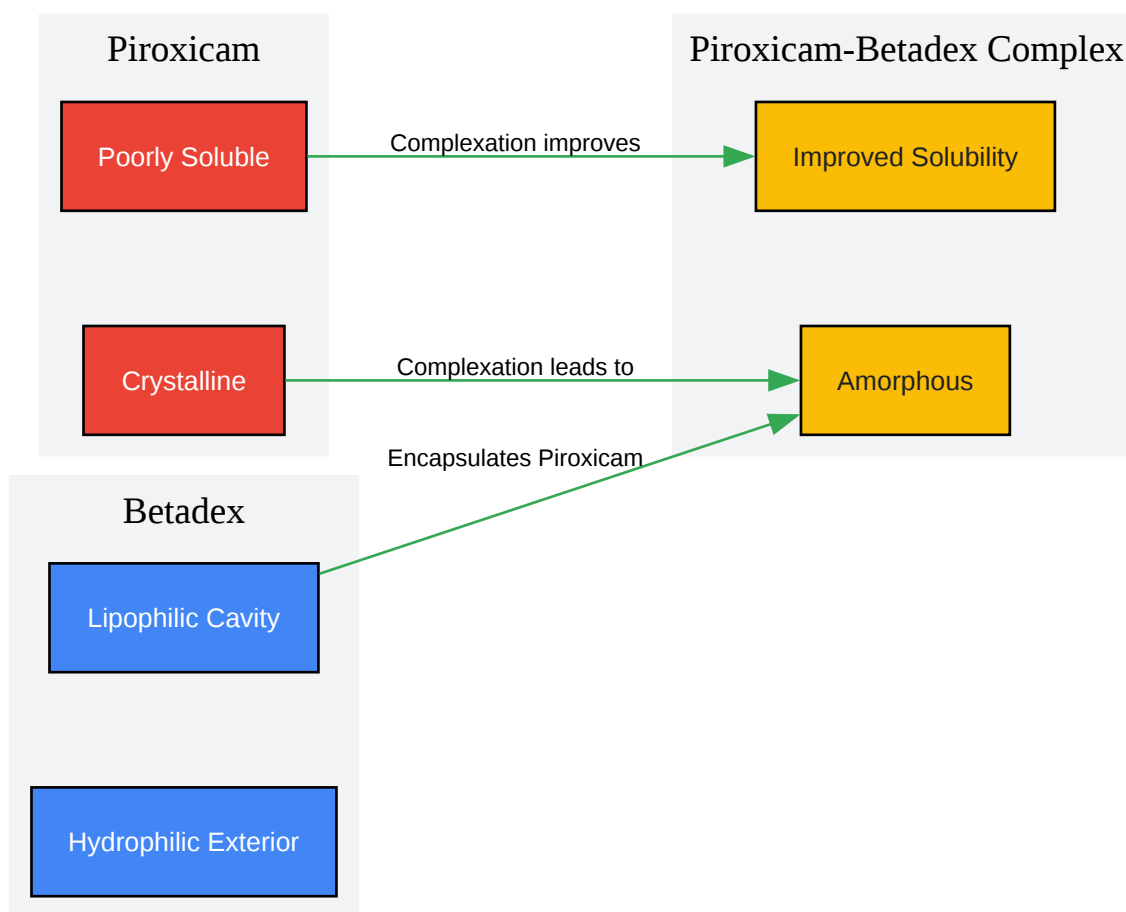 Piroxicam
Piroxicam-Betadex Complex
Poorly Soluble
Complexation improves
Improved Solubility
Crystalline
Complexation leads to
Amorphous
Encapsulates Piroxicam
Betadex
Lipophilic Cavity
Hydrophilic Exterior